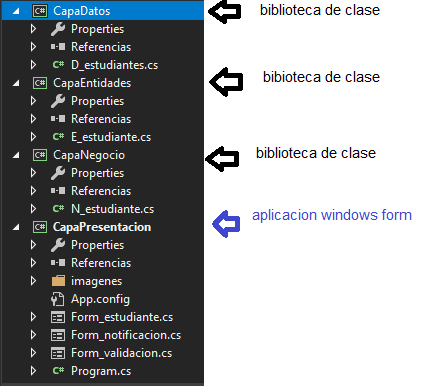 C# CapaDatos biblioteca de clase
Properties
Referencias
C# D_estudiantes.cs
C# CapaEntidades bibioteca de clase
Properties
Referencias
C# E_estudiante.cs
C# CapaNegocio biblioteca de clase
Properties
Referencias
C# N_estudiante.cs
C# CapaPresentacion aplicacion windows form
Properties
Referencias
imagenes
App.config
Form_estudiante.cs
Form_notificacion.cs
Form_validacion.cs
C# Program.cs